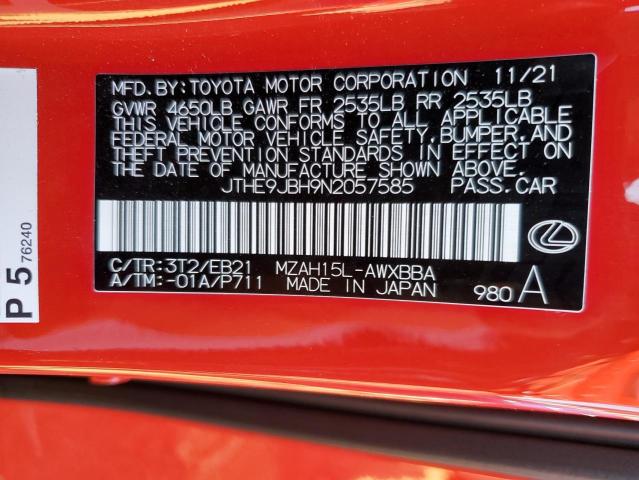 MFD.BY:TOYOTA MOTOR CORPORATION 11/21
GVWR 4650LB GAWR FR 2535LB RR 2535LB
THIS VEHICLE CONFORMS TO ALL APPLICABLE
FEDERAL MOTOR VEHICLE SAFETY,BUMPER,AND
THEFT PREVENTION STANDARDS IN EFFECT ON
THE DATE OF MANUFACTURE SHOWN ABOVE.
JTHE9JBH9N2057585 PASS.CAR
C/TR:3T2/EB21 MZAH15L-AWXBBA
A/TM:-01A/P711 MADE IN JAPAN 980 A
P 5 76240